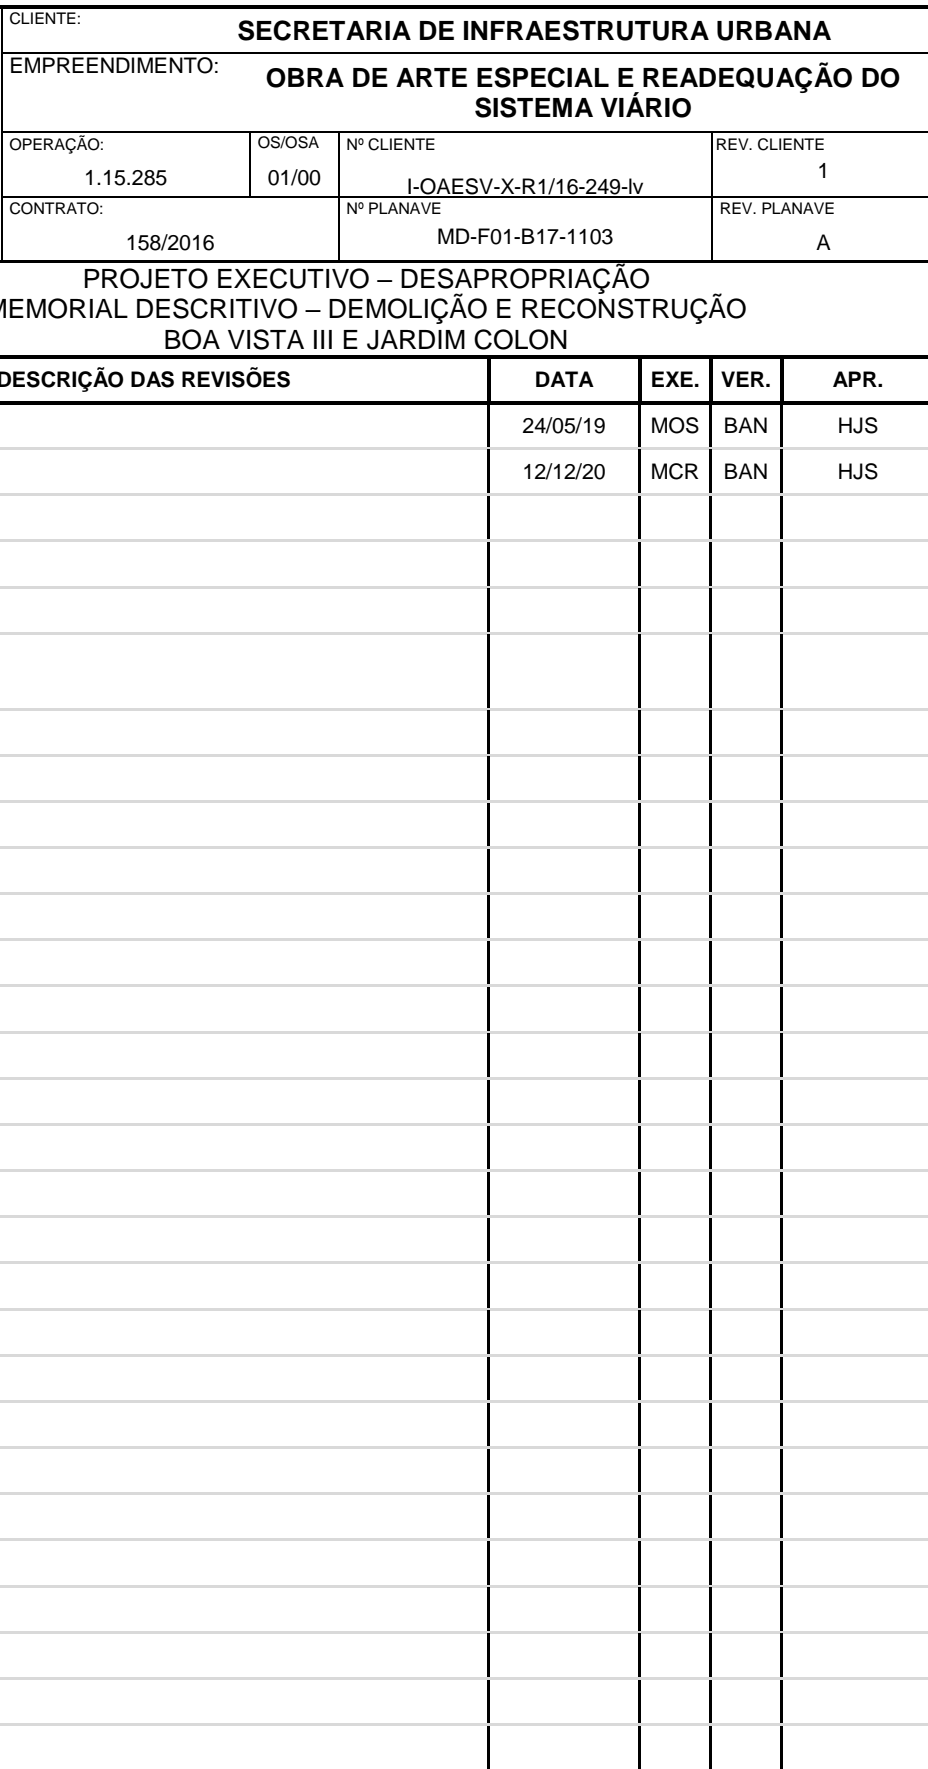 CLIENTE:
SECRETARIA DE INFRAESTRUTURA URBANA
EMPREENDIMENTO:
OBRA DE ARTE ESPECIAL E READEQUAÇÃO DO
SISTEMA VIÁRIO
OPERAÇÃO:
1.15.285
OS/OSA
01/00
Nº CLIENTE
I-OAESV-X-R1/16-249-lv
REV. CLIENTE
1
CONTRATO:
158/2016
Nº PLANAVE
MD-F01-B17-1103
REV. PLANAVE
A
PROJETO EXECUTIVO – DESAPROPRIAÇÃO
MEMORIAL DESCRITIVO – DEMOLIÇÃO E RECONSTRUÇÃO
BOA VISTA III E JARDIM COLON
DESCRIÇÃO DAS REVISÕES DATA EXE. VER. APR.
24/05/19 MOS BAN HJS
12/12/20 MCR BAN HJS